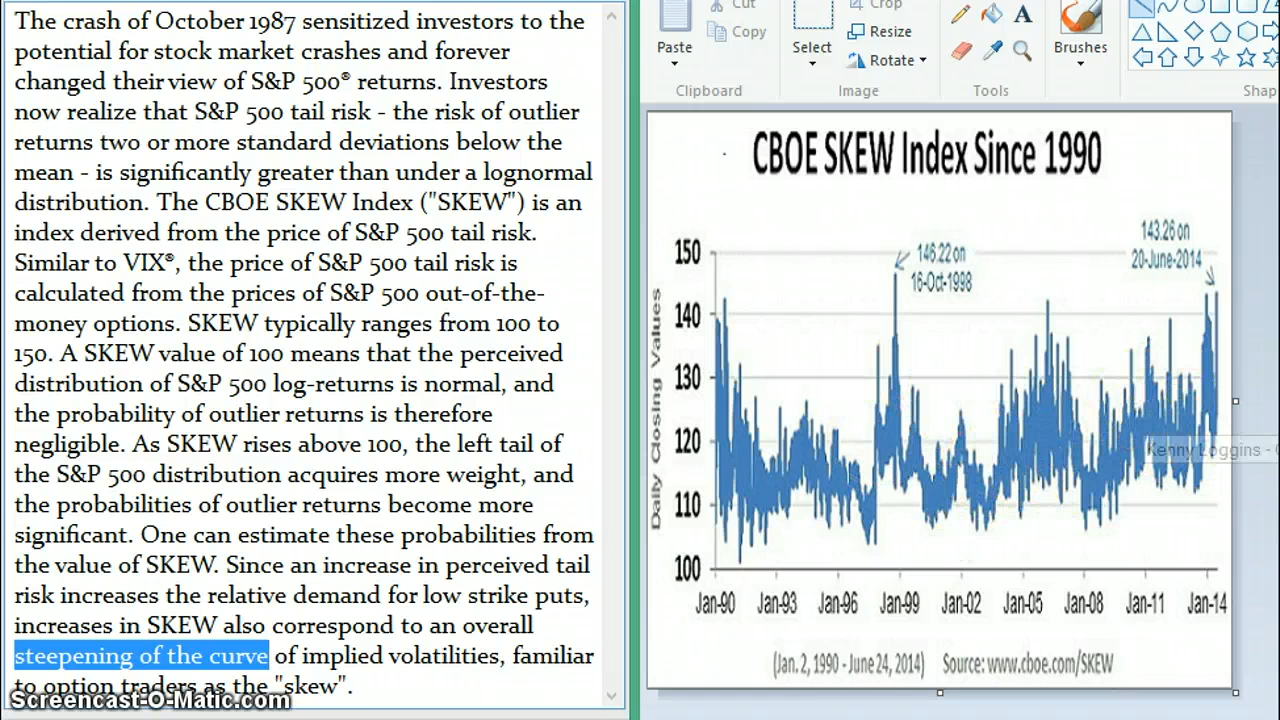 The crash of October 1987 sensitized investors to the
potential for stock market crashes and forever
changed their view of S&P 500® returns. Investors
now realize that S&P 500 tail risk - the risk of outlier
returns two or more standard deviations below the
mean - is significantly greater than under a lognormal
distribution. The CBOE SKEW Index ("SKEW") is an
index derived from the price of S&P 500 tail risk.
Similar to VIX®, the price of S&P 500 tail risk is
calculated from the prices of S&P 500 out-of-the-
money options. SKEW typically ranges from 100 to
150. A SKEW value of 100 means that the perceived
distribution of S&P 500 log-returns is normal, and
the probability of outlier returns is therefore
negligible. As SKEW rises above 100, the left tail of
the S&P 500 distribution acquires more weight, and
the probabilities of outlier returns become more
significant. One can estimate these probabilities from
the value of SKEW. Since an increase in perceived tail
risk increases the relative demand for low strike puts,
increases in SKEW also correspond to an overall
steepening of the curve of implied volatilities, familiar
to option traders as the "skew".
Screencast-O-Matic.com
Cut
Copy
Paste
Clipboard
Crop
Resize
Rotate
Select
Image
A
Tools
Brushes
Shap
CBOE SKEW Index Since 1990
143.26 on
20-June-2014
146.22 on
16-Oct-1998
Daily Closing Values
150
140
130
120
110
100
Jan-90 Jan-93 Jan-96 Jan-99 Jan-02 Jan-05 Jan-08 Jan-11 Jan-14
Kenny Loggins -
(Jan. 2, 1990 - June 24, 2014) Source: www.cboe.com/SKEW